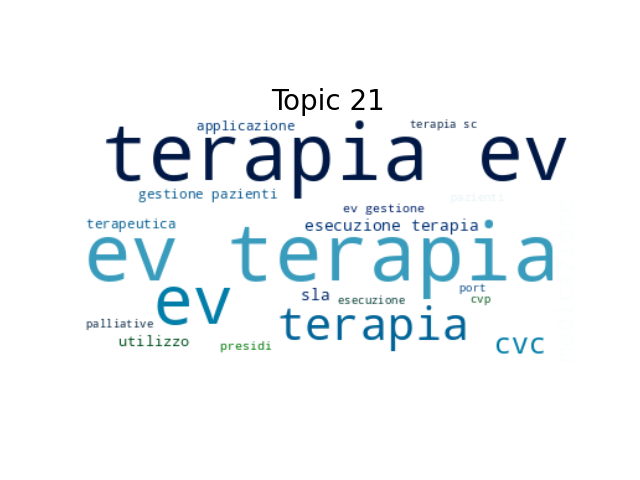 Topic 21
applicazione
terapia sc
terapia ev
gestione pazienti
pazienti
ev gestione
terapeutica
esecuzione terapia
ev terapia
ev
sla
esecuzione
port
cvp
palliative
terapia
utilizzo
presidi
cvc